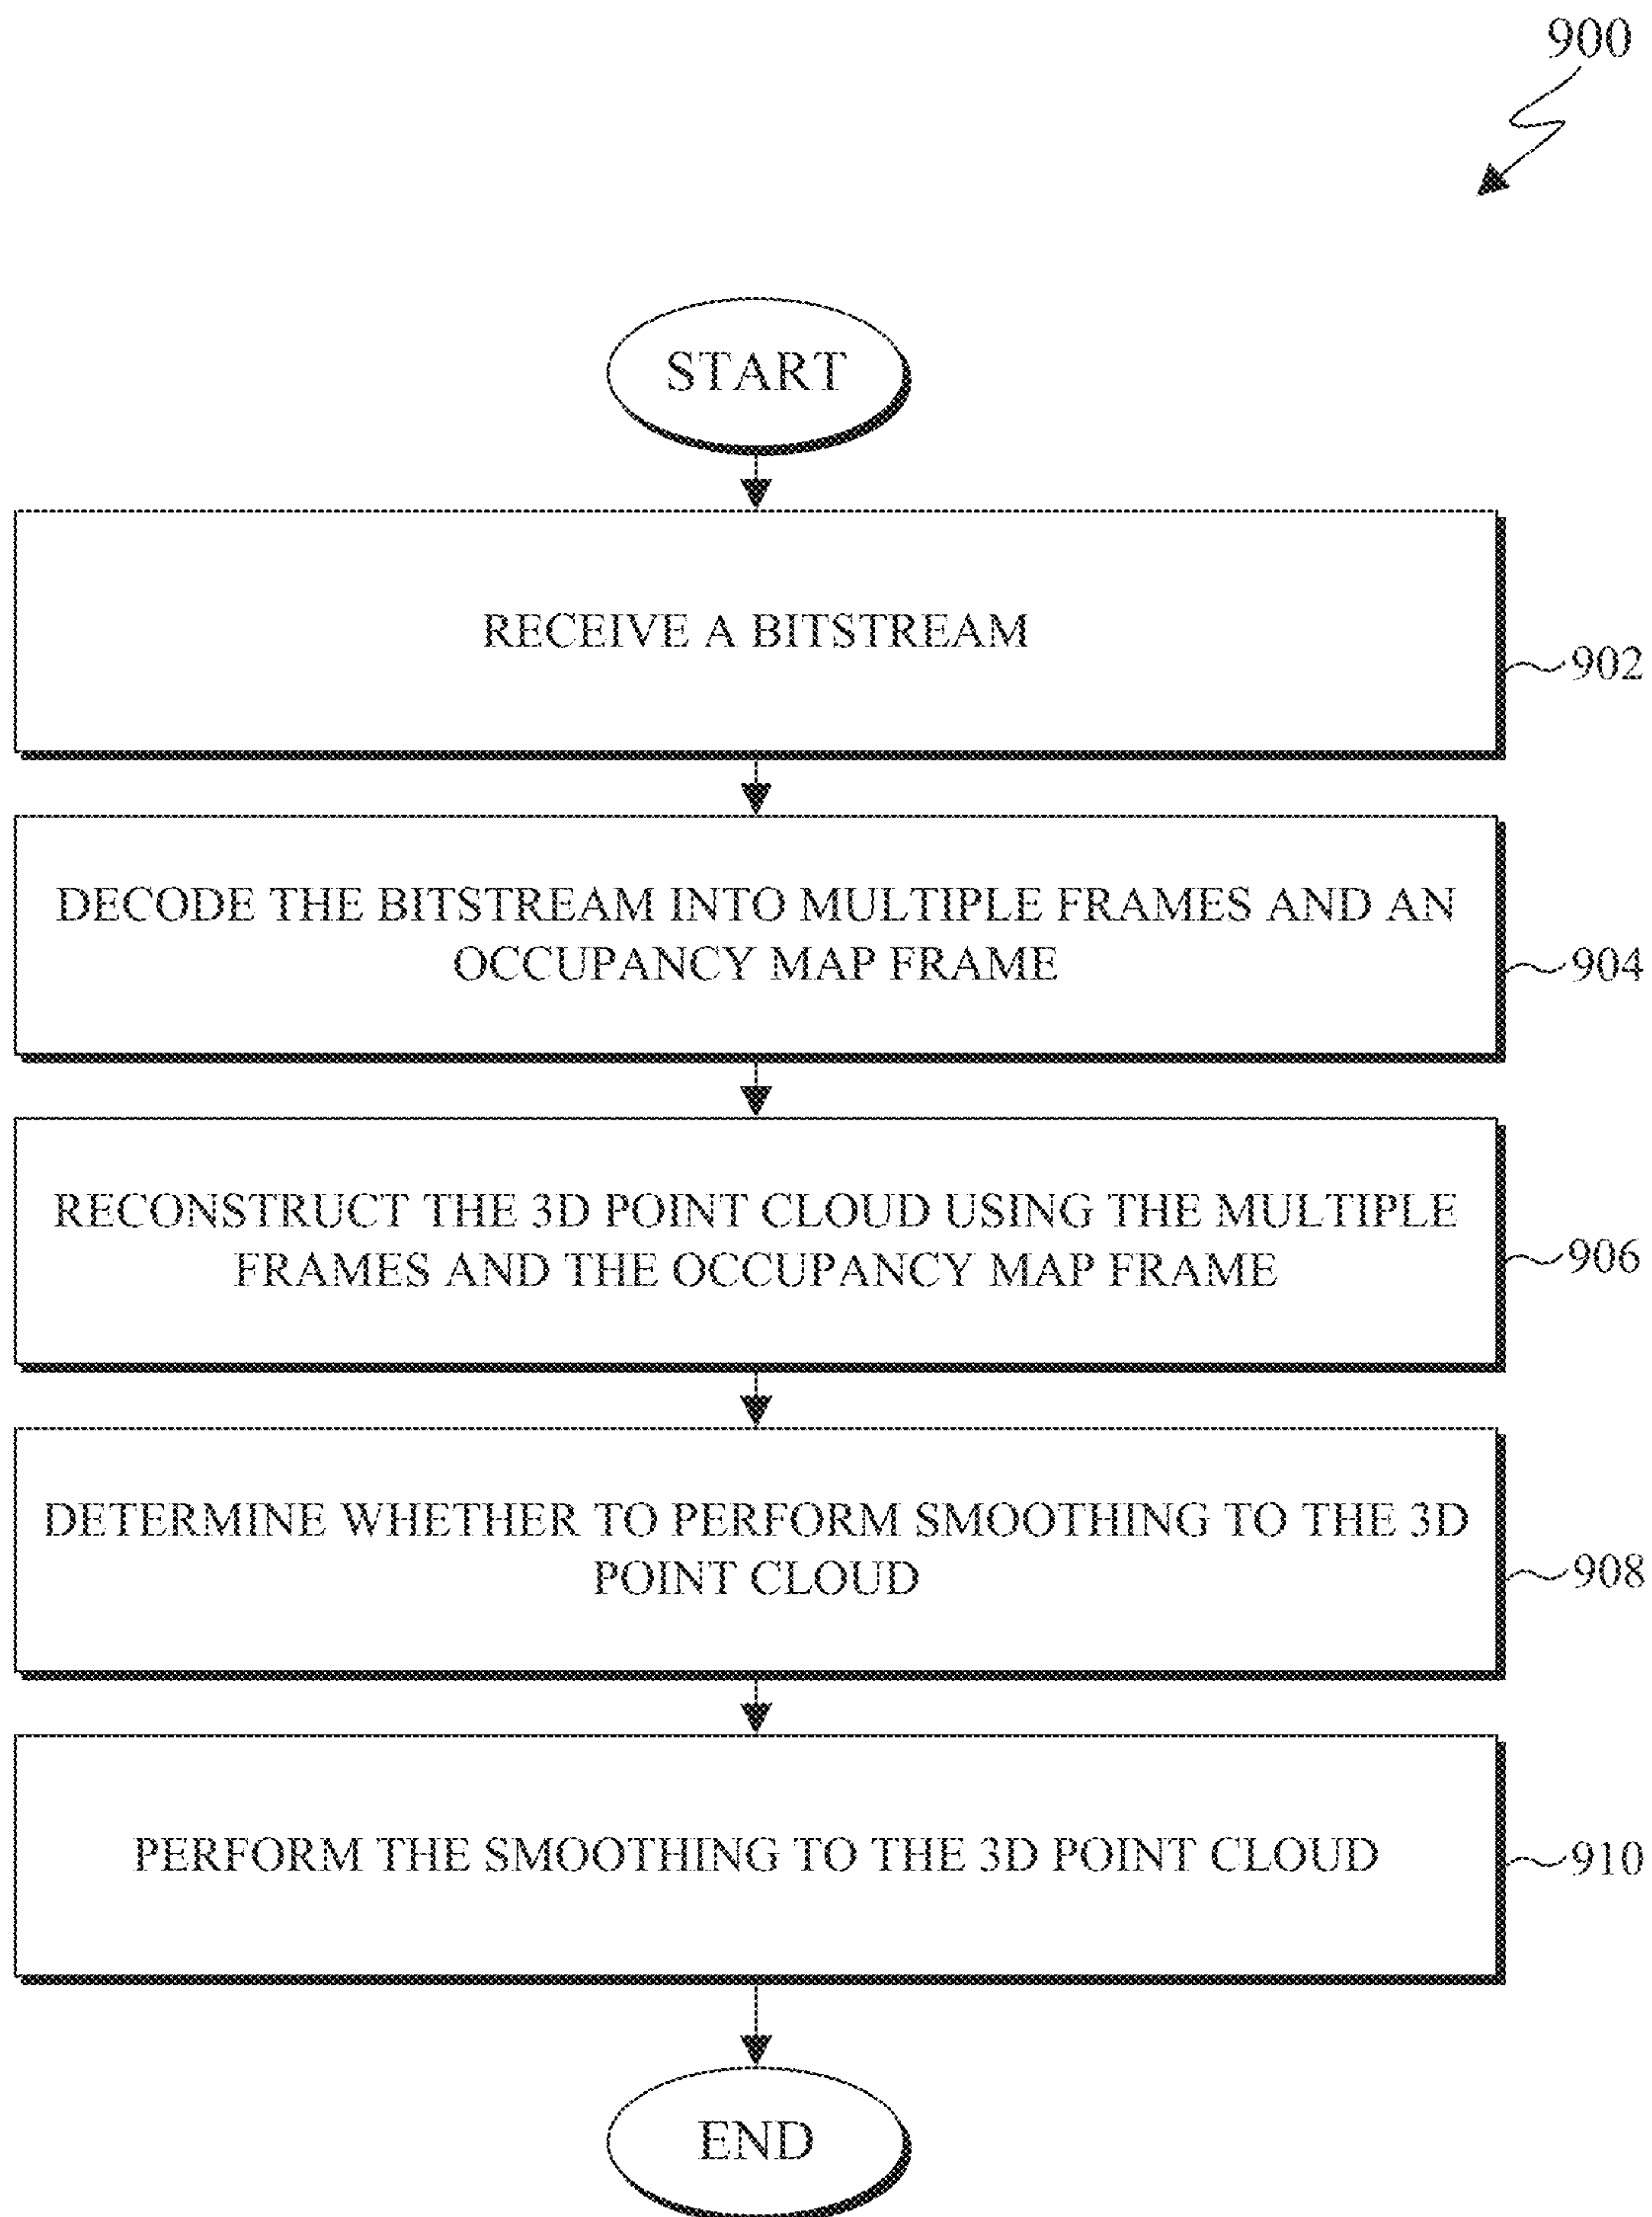 900
START
RECEIVE A BITSTREAM
902
DECODE THE BITSTREAM INTO MULTIPLE FRAMES AND AN
OCCUPANCY MAP FRAME
904
RECONSTRUCT THE 3D POINT CLOUD USING THE MULTIPLE
FRAMES AND THE OCCUPANCY MAP FRAME
906
DETERMINE WHETHER TO PERFORM SMOOTHING TO THE 3D
POINT CLOUD
908
PERFORM THE SMOOTHING TO THE 3D POINT CLOUD
910
END